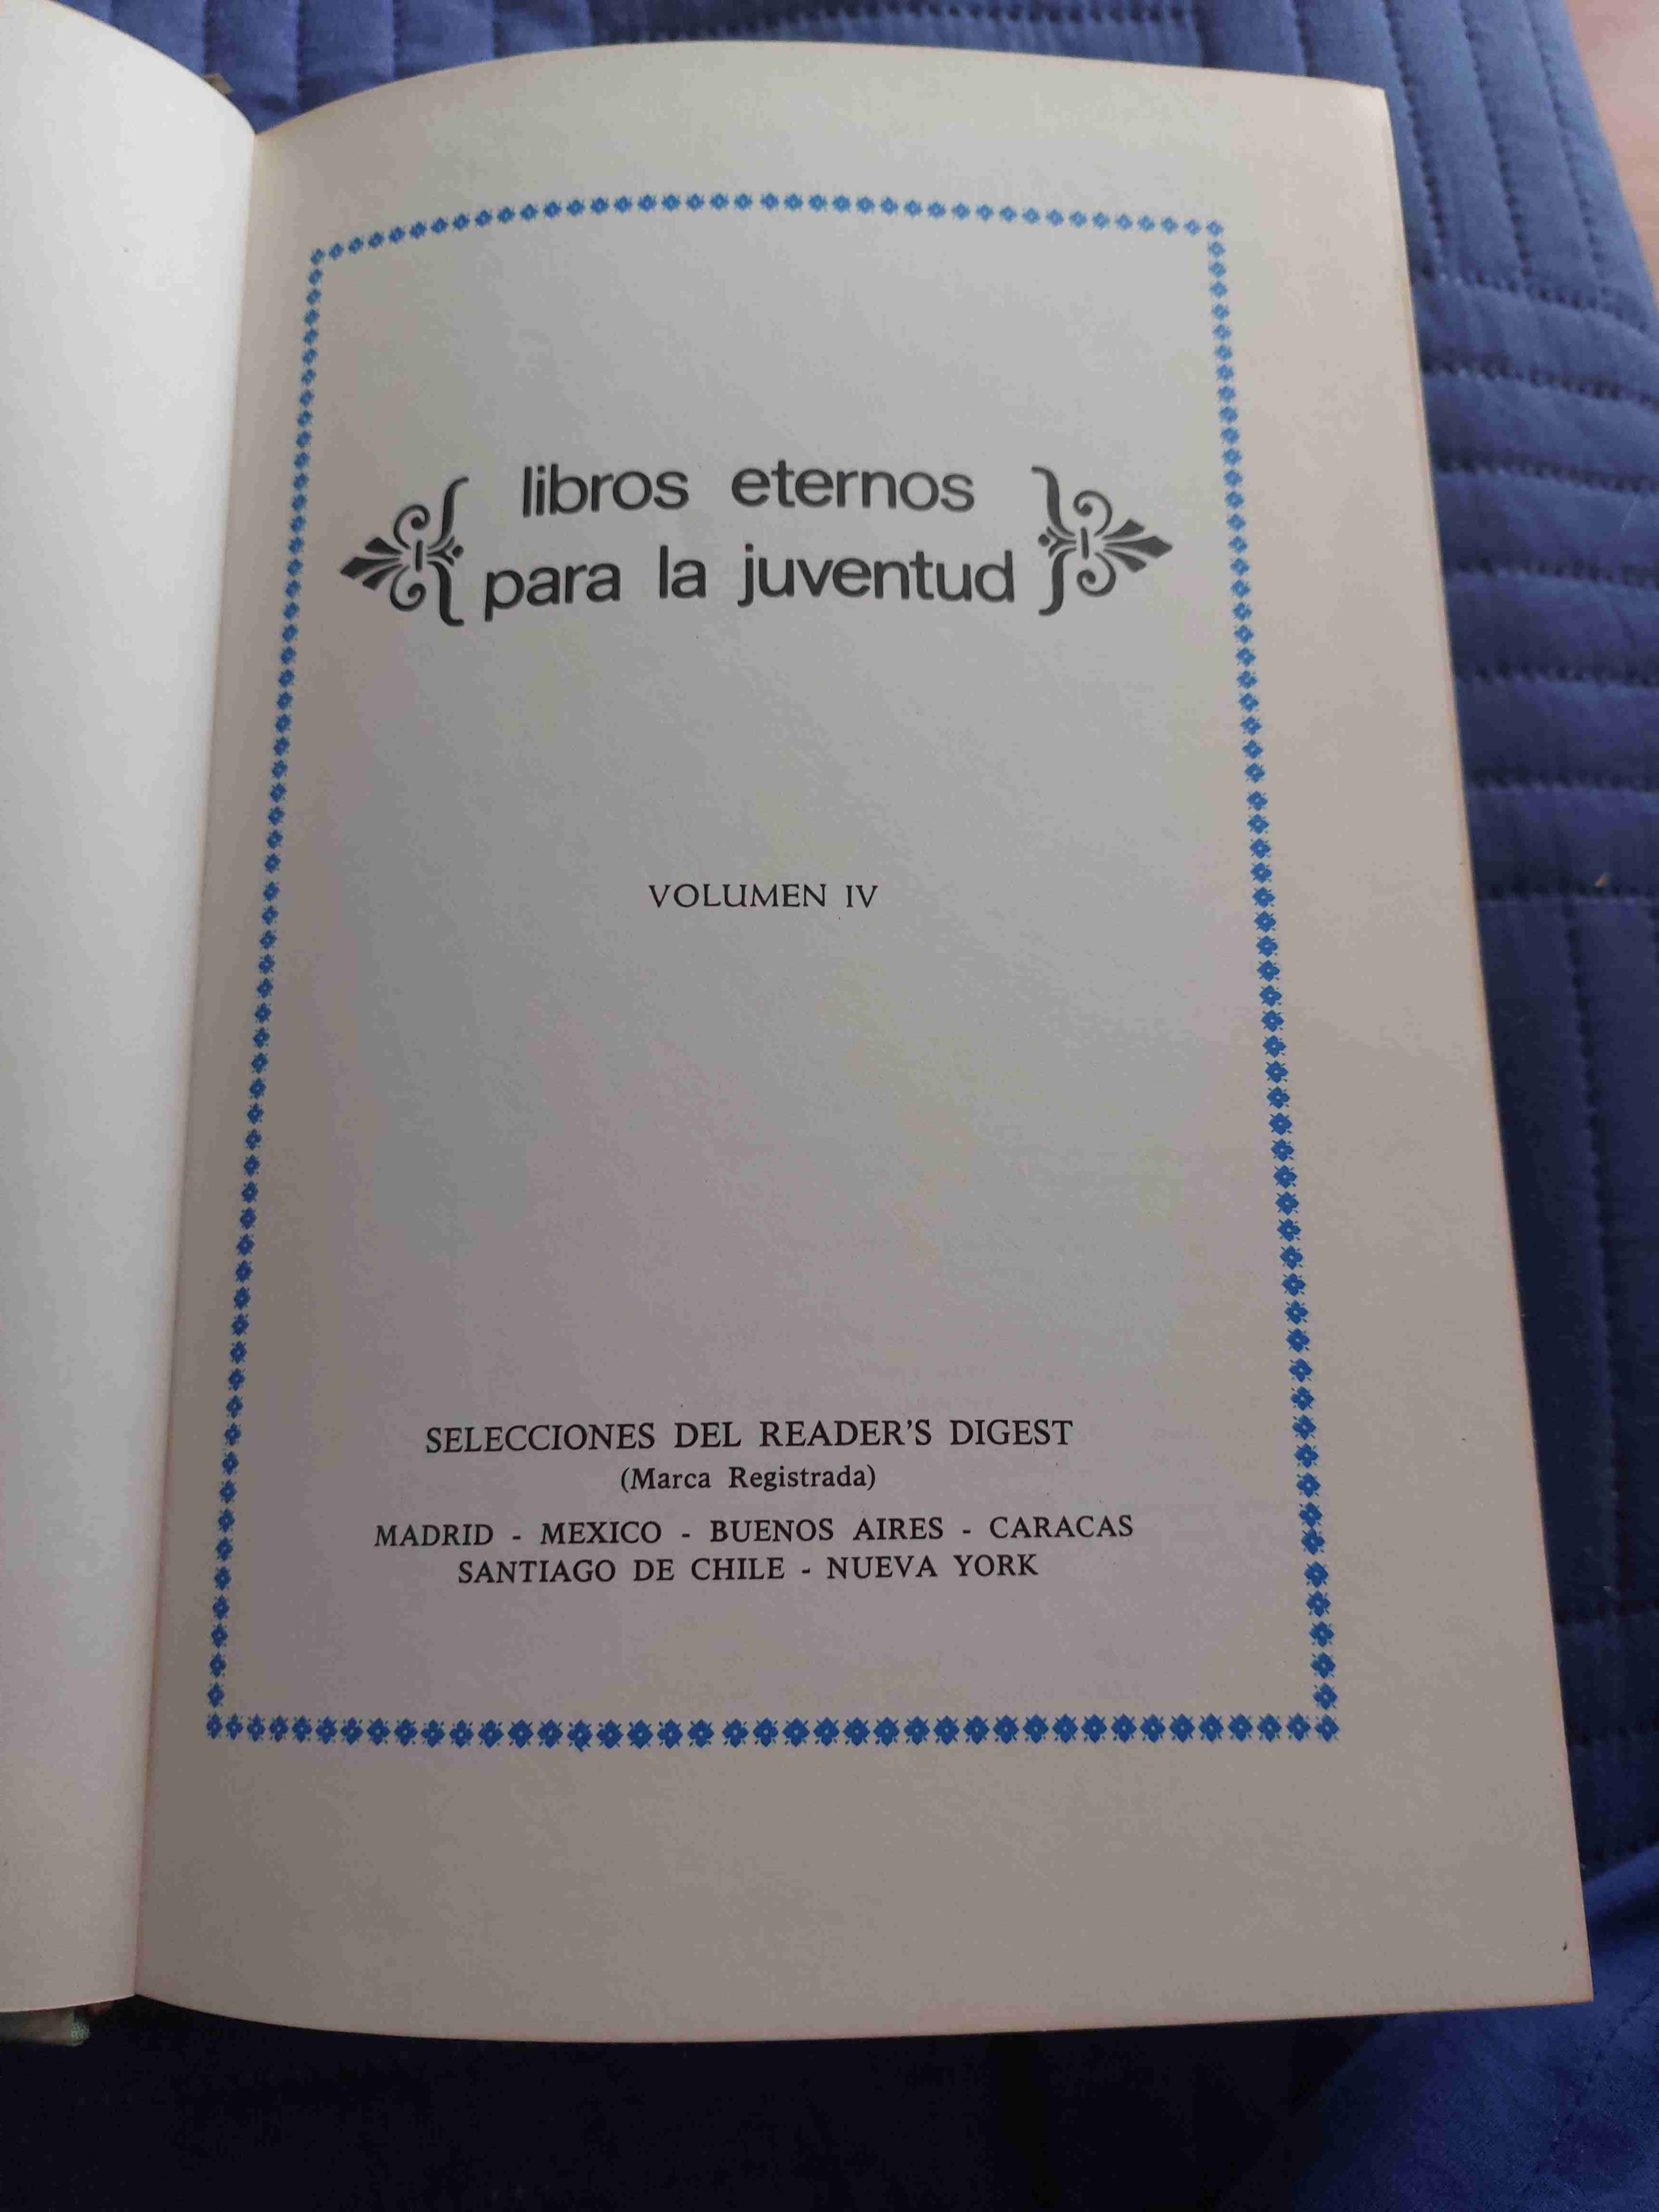 libros eternos
para la juventud
VOLUMEN IV
SELECCIONES DEL READER'S DIGEST
(Marca Registrada)
MADRID - MEXICO - BUENOS AIRES - CARACAS
SANTIAGO DE CHILE - NUEVA YORK